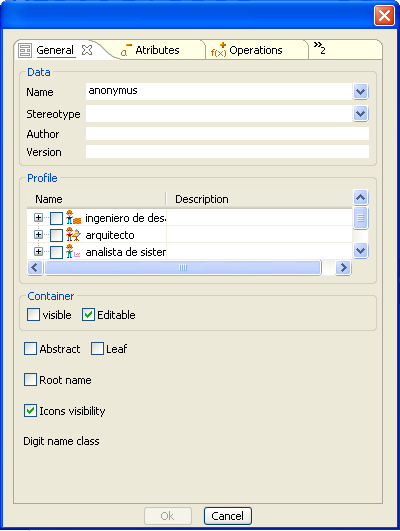 General Atributes Operations »2
Data
Name anonymus
Stereotype
Author
Version
Profile
Name Description
ingeniero de desa
arquitecto
analista de sister
Container
visible Editable
Abstract Leaf
Root name
Icons visibility
Digit name class
Ok Cancel